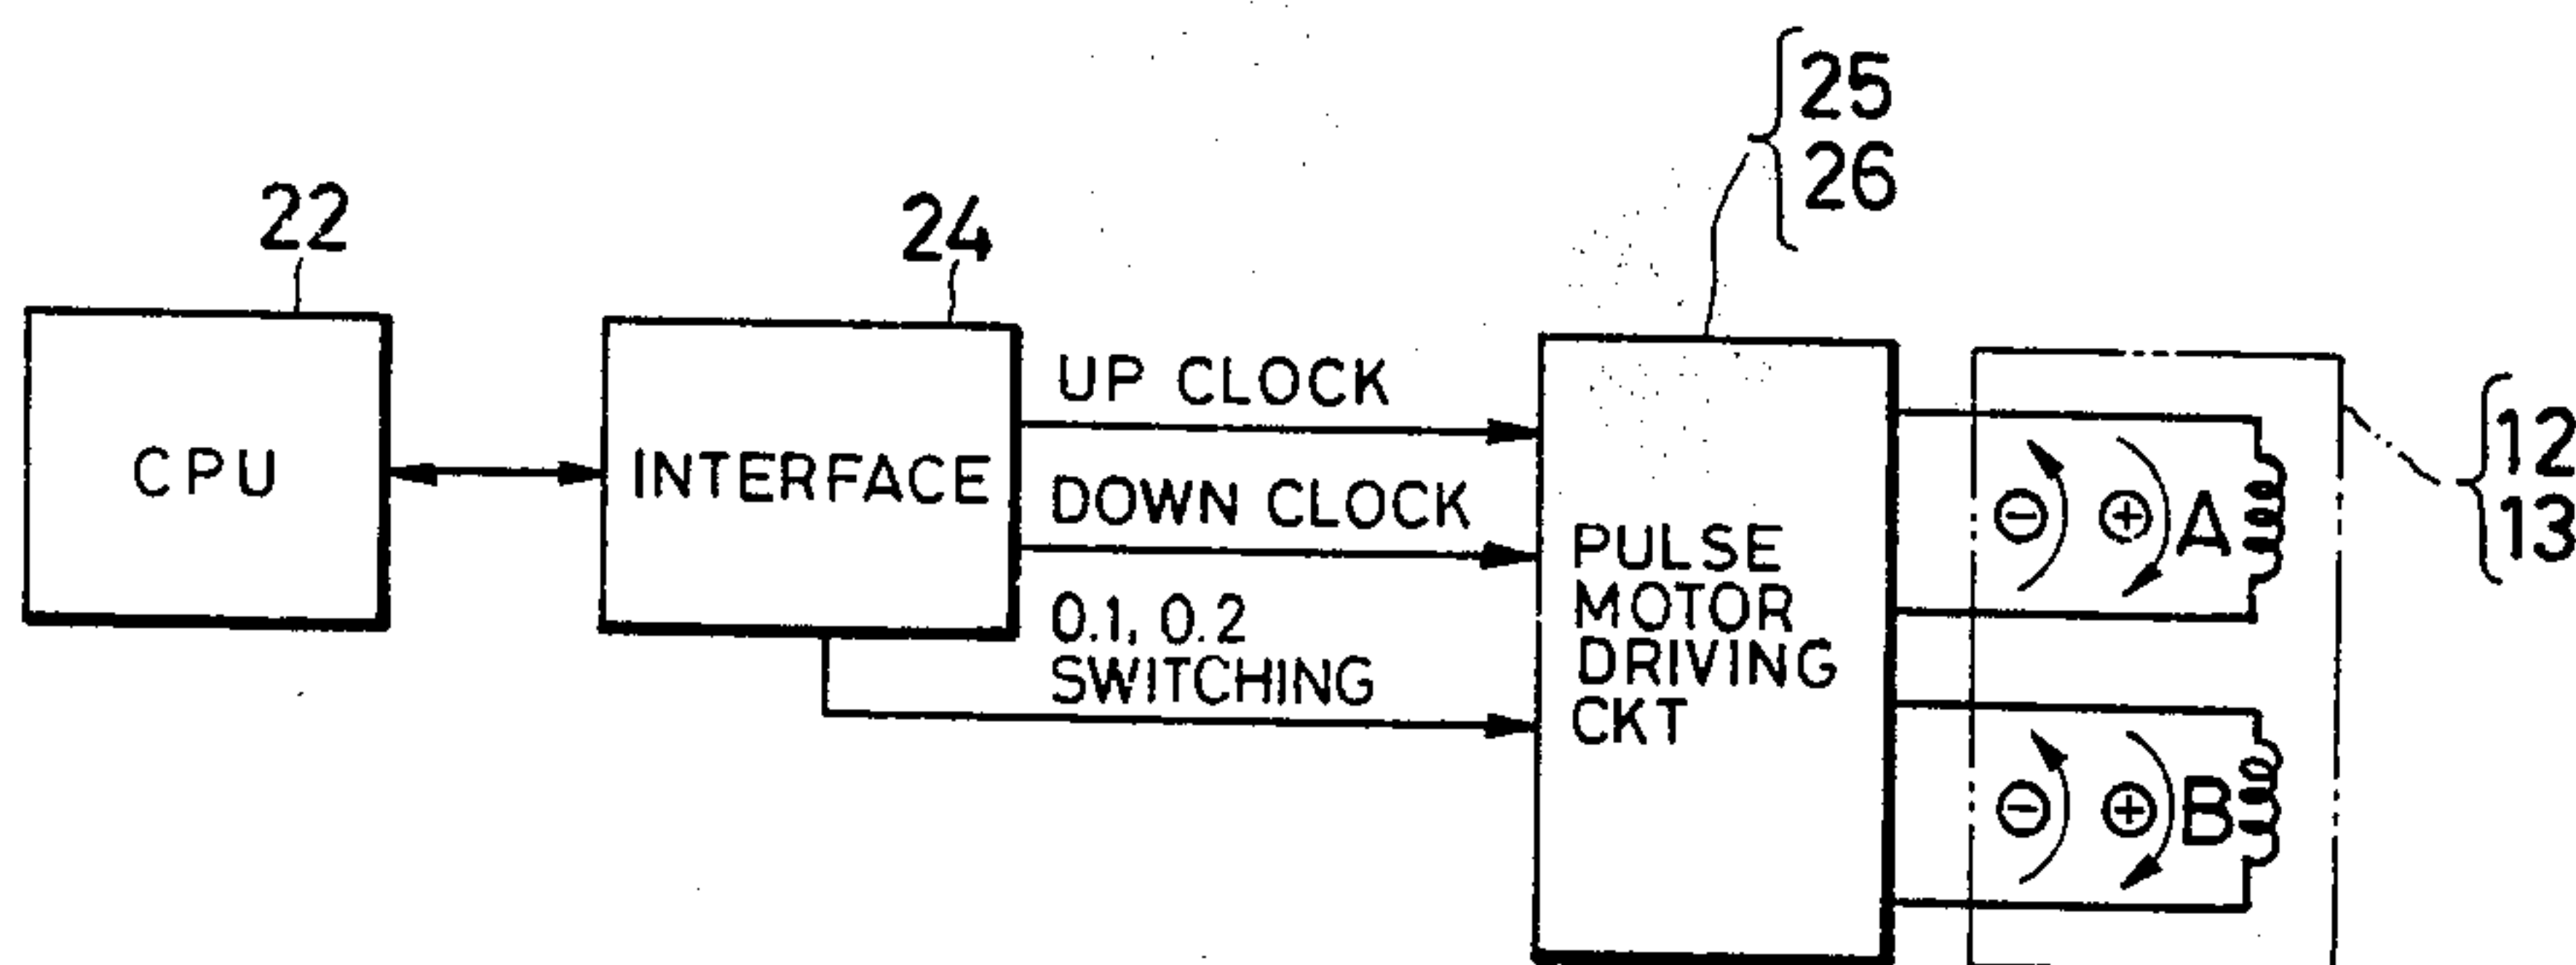 25
26
22
24
UP CLOCK
12
13
CPU
INTERFACE
DOWN CLOCK
⊖ ⊕ A
PULSE
MOTOR
DRIVING
CKT
0.1, 0.2
SWITCHING
⊖ ⊕ B